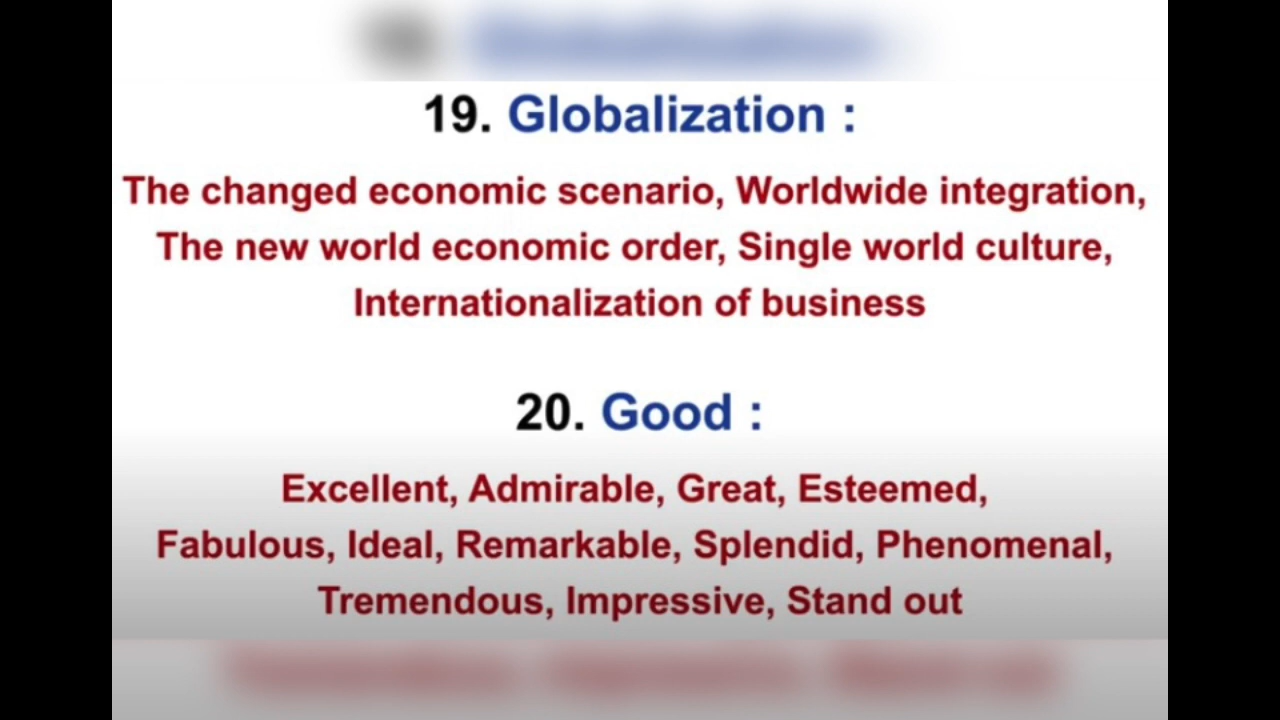 19. Globalization :
The changed economic scenario, Worldwide integration,
The new world economic order, Single world culture,
Internationalization of business
20. Good :
Excellent, Admirable, Great, Esteemed,
Fabulous, Ideal, Remarkable, Splendid, Phenomenal,
Tremendous, Impressive, Stand out